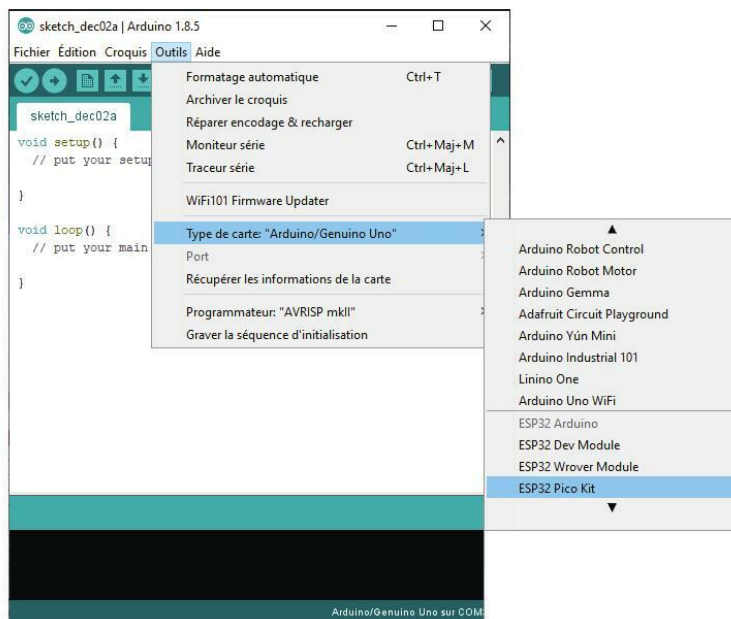 sketch_dec02a | Arduino 1.8.5
Fichier Édition Croquis Outils Aide
sketch_dec02a
void setup() {
// put your setup
}
void loop() {
// put your main
}
Formatage automatique Ctrl+T
Archiver le croquis
Réparer encodage & recharger
Moniteur série Ctrl+Maj+M
Traceur série Ctrl+Maj+L
WiFi101 Firmware Updater
Type de carte: "Arduino/Genuino Uno"
Port
Récupérer les informations de la carte
Programmateur: "AVRISP mkII"
Graver la séquence d'initialisation
Arduino Robot Control
Arduino Robot Motor
Arduino Gemma
Adafruit Circuit Playground
Arduino Yún Mini
Arduino Industrial 101
Linino One
Arduino Uno WiFi
ESP32 Arduino
ESP32 Dev Module
ESP32 Wrover Module
ESP32 Pico Kit
Arduino/Genuino Uno sur COM